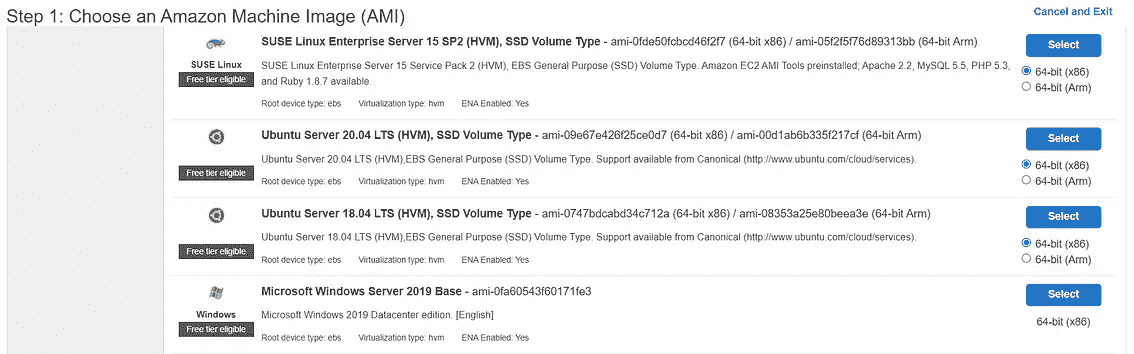 Step 1: Choose an Amazon Machine Image (AMI)
Cancel and Exit
SUSE Linux
Free tier eligible
SUSE Linux Enterprise Server 15 SP2 (HVM), SSD Volume Type - ami-0fde50fcbcd46f2f7 (64-bit x86) / ami-05f2f5f76d89313bb (64-bit Arm)
SUSE Linux Enterprise Server 15 Service Pack 2 (HVM), EBS General Purpose (SSD) Volume Type. Amazon EC2 AMI Tools preinstalled; Apache 2.2, MySQL 5.5, PHP 5.3,
and Ruby 1.8.7 available.
Root device type: ebs Virtualization type: hvm ENA Enabled: Yes
Select
64-bit (x86)
64-bit (Arm)
Free tier eligible
Ubuntu Server 20.04 LTS (HVM), SSD Volume Type - ami-09e67e426f25ce0d7 (64-bit x86) / ami-00d1ab6b335f217cf (64-bit Arm)
Ubuntu Server 20.04 LTS (HVM),EBS General Purpose (SSD) Volume Type. Support available from Canonical (http://www.ubuntu.com/cloud/services).
Root device type: ebs Virtualization type: hvm ENA Enabled: Yes
Select
64-bit (x86)
64-bit (Arm)
Free tier eligible
Ubuntu Server 18.04 LTS (HVM), SSD Volume Type - ami-0747bdcabd34c712a (64-bit x86) / ami-08353a25e80beea3e (64-bit Arm)
Ubuntu Server 18.04 LTS (HVM),EBS General Purpose (SSD) Volume Type. Support available from Canonical (http://www.ubuntu.com/cloud/services).
Root device type: ebs Virtualization type: hvm ENA Enabled: Yes
Select
64-bit (x86)
64-bit (Arm)
Windows
Free tier eligible
Microsoft Windows Server 2019 Base - ami-0fa60543f60171fe3
Microsoft Windows 2019 Datacenter edition. [English]
Root device type: ebs Virtualization type: hvm ENA Enabled: Yes
Select
64-bit (x86)